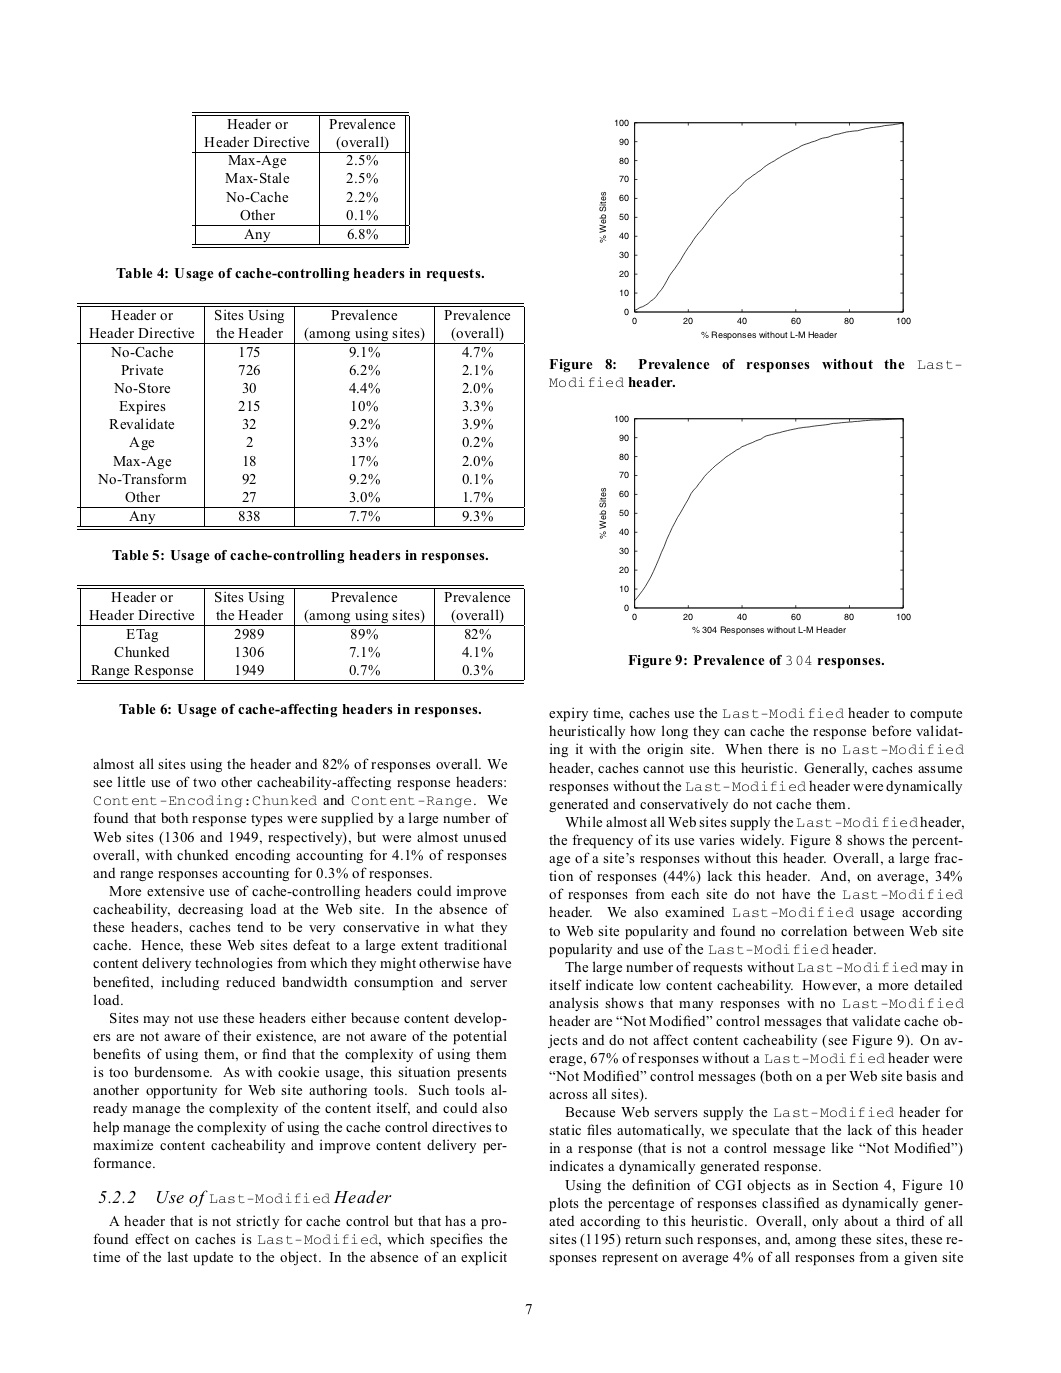 Header or Prevalence
Header Directive (overall)
Max-Age 2.5%
Max-Stale 2.5%
No-Cache 2.2%
Other 0.1%
Any 6.8%
Table 4: Usage of cache-controlling headers in requests.
Header or Sites Using Prevalence Prevalence
Header Directive the Header (among using sites) (overall)
No-Cache 175 9.1% 4.7%
Private 726 6.2% 2.1%
No-Store 30 4.4% 2.0%
Expires 215 10% 3.3%
Revalidate 32 9.2% 3.9%
Age 2 33% 0.2%
Max-Age 18 17% 2.0%
No-Transform 92 9.2% 0.1%
Other 27 3.0% 1.7%
Any 838 7.7% 9.3%
Table 5: Usage of cache-controlling headers in responses.
Header or Sites Using Prevalence Prevalence
Header Directive the Header (among using sites) (overall)
ETag 2989 89% 82%
Chunked 1306 7.1% 4.1%
Range Response 1949 0.7% 0.3%
Table 6: Usage of cache-affecting headers in responses.
almost all sites using the header and 82% of responses overall. We
see little use of two other cacheability-affecting response headers:
Content-Encoding:Chunked and Content-Range. We
found that both response types were supplied by a large number of
Web sites (1306 and 1949, respectively), but were almost unused
overall, with chunked encoding accounting for 4.1% of responses
and range responses accounting for 0.3% of responses.
More extensive use of cache-controlling headers could improve
cacheability, decreasing load at the Web site. In the absence of
these headers, caches tend to be very conservative in what they
cache. Hence, these Web sites defeat to a large extent traditional
content delivery technologies from which they might otherwise have
benefited, including reduced bandwidth consumption and server
load.
Sites may not use these headers either because content develop-
ers are not aware of their existence, are not aware of the potential
benefits of using them, or find that the complexity of using them
is too burdensome. As with cookie usage, this situation presents
another opportunity for Web site authoring tools. Such tools al-
ready manage the complexity of the content itself, and could also
help manage the complexity of using the cache control directives to
maximize content cacheability and improve content delivery per-
formance.
5.2.2 Use of Last-Modified Header
A header that is not strictly for cache control but that has a pro-
found effect on caches is Last-Modified, which specifies the
time of the last update to the object. In the absence of an explicit
100
90
80
70
60
50
40
30
20
10
0
% Web Sites
0 20 40 60 80 100
% Responses without L-M Header
Figure 8: Prevalence of responses without the Last-
Modified header.
100
90
80
70
60
50
40
30
20
10
0
% Web Sites
0 20 40 60 80 100
% 304 Responses without L-M Header
Figure 9: Prevalence of 304 responses.
expiry time, caches use the Last-Modified header to compute
heuristically how long they can cache the response before validat-
ing it with the origin site. When there is no Last-Modified
header, caches cannot use this heuristic. Generally, caches assume
responses without the Last-Modified header were dynamically
generated and conservatively do not cache them.
While almost all Web sites supply the Last-Modified header,
the frequency of its use varies widely. Figure 8 shows the percent-
age of a site's responses without this header. Overall, a large frac-
tion of responses (44%) lack this header. And, on average, 34%
of responses from each site do not have the Last-Modified
header. We also examined Last-Modified usage according
to Web site popularity and found no correlation between Web site
popularity and use of the Last-Modified header.
The large number of requests without Last-Modified may in
itself indicate low content cacheability. However, a more detailed
analysis shows that many responses with no Last-Modified
header are “Not Modified” control messages that validate cache ob-
jects and do not affect content cacheability (see Figure 9). On av-
erage, 67% of responses without a Last-Modified header were
“Not Modified” control messages (both on a per Web site basis and
across all sites).
Because Web servers supply the Last-Modified header for
static files automatically, we speculate that the lack of this header
in a response (that is not a control message like “Not Modified”)
indicates a dynamically generated response.
Using the definition of CGI objects as in Section 4, Figure 10
plots the percentage of responses classified as dynamically gener-
ated according to this heuristic. Overall, only about a third of all
sites (1195) return such responses, and, among these sites, these re-
sponses represent on average 4% of all responses from a given site
7